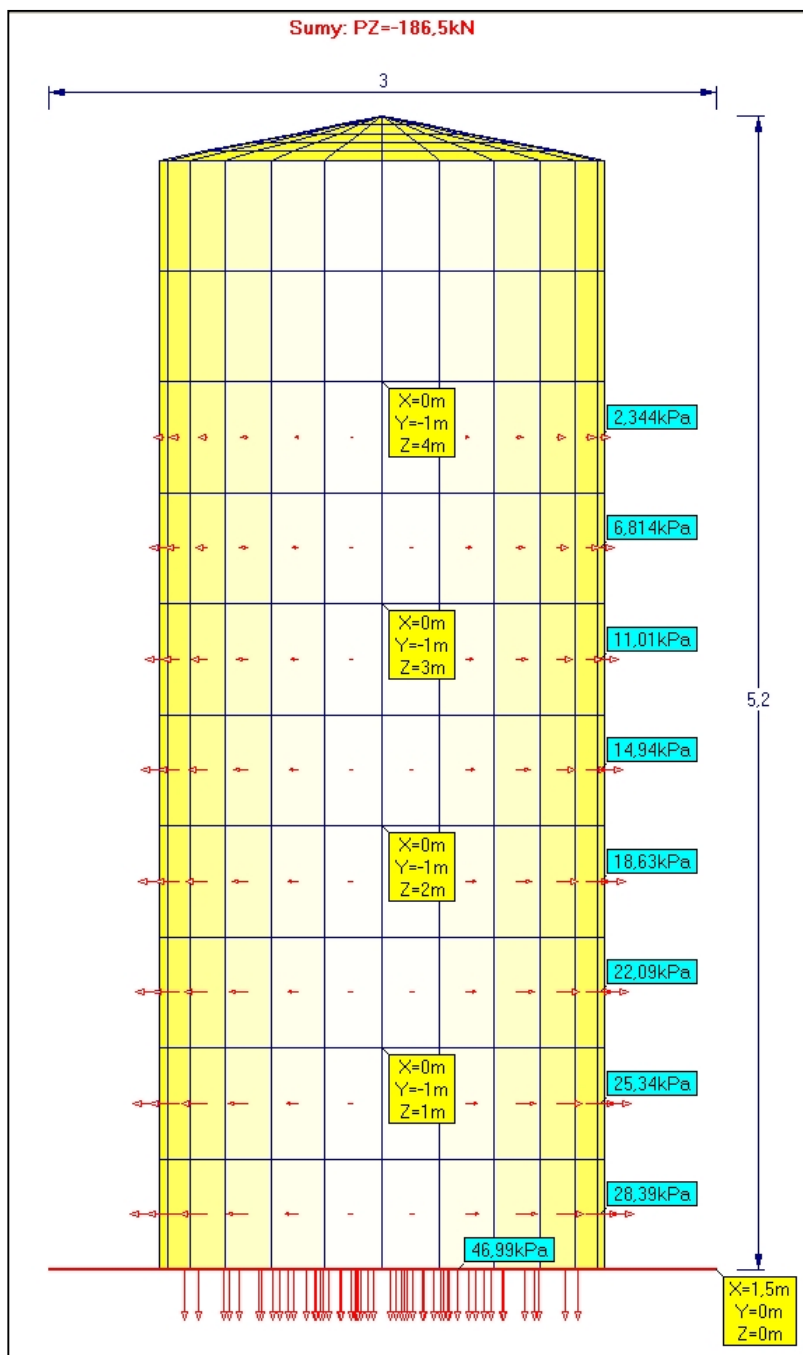 Sumy: PZ=-186,5kN
3
X=0m
Y=-1m
Z=4m
2,344kPa
6,814kPa
X=0m
Y=-1m
Z=3m
11,01kPa
5,2
14,94kPa
X=0m
Y=-1m
Z=2m
18,63kPa
22,09kPa
X=0m
Y=-1m
Z=1m
25,34kPa
28,39kPa
46,99kPa
X=1,5m
Y=0m
Z=0m